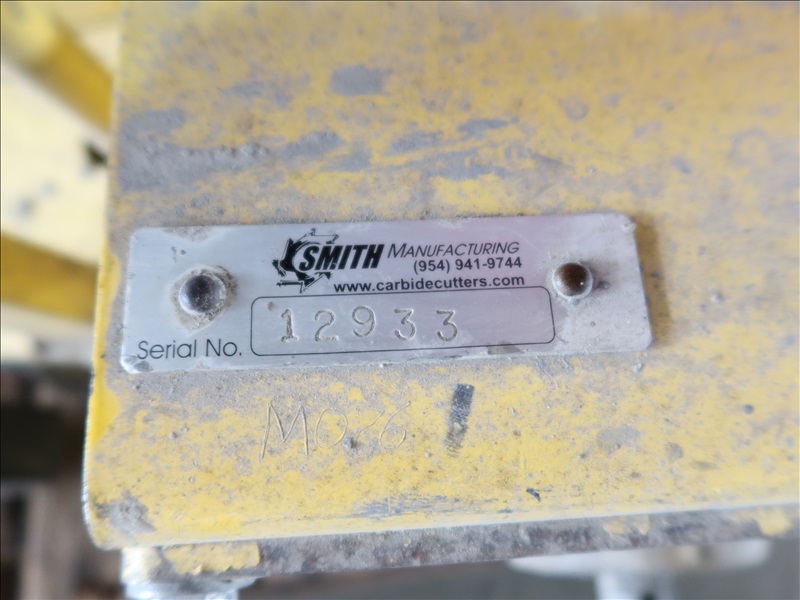 SMITH MANUFACTURING
(954) 941-9744
www.carbidecutters.com
Serial No. 12933